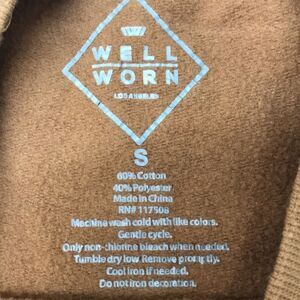 WELL
WORN
LOS ANGELES
S
60% Cotton
40% Polyester
Made in China
RN# 117508
Machine wash cold with like colors.
Gentle cycle.
Only non-chlorine bleach when needed.
Tumble dry low. Remove promptly.
Cool iron if needed.
Do not iron decoration.